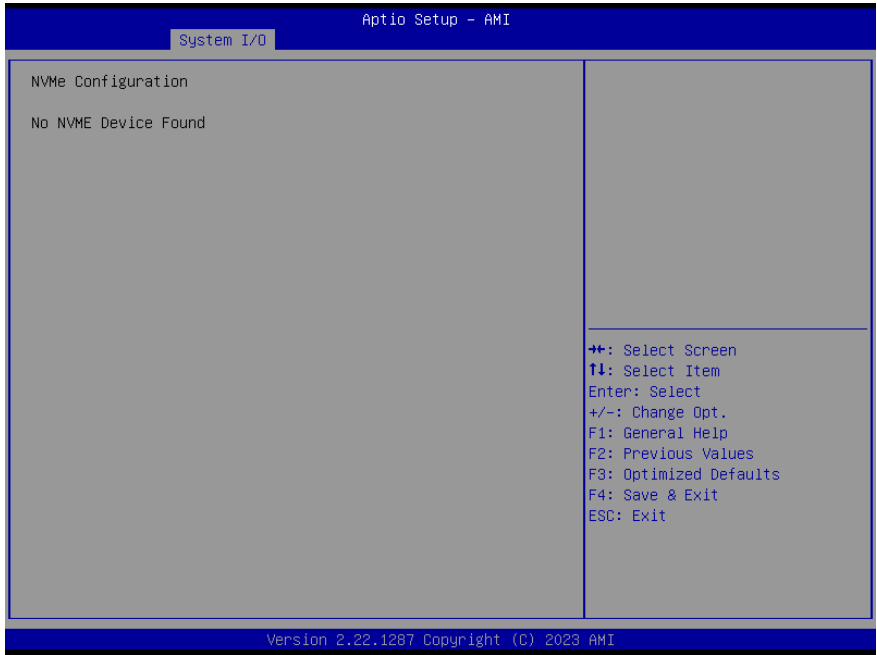 Aptio Setup – AMI
System I/O
NVMe Configuration
No NVME Device Found
→←: Select Screen
↑↓: Select Item
Enter: Select
+/-: Change Opt.
F1: General Help
F2: Previous Values
F3: Optimized Defaults
F4: Save & Exit
ESC: Exit
Version 2.22.1287 Copyright (C) 2023 AMI